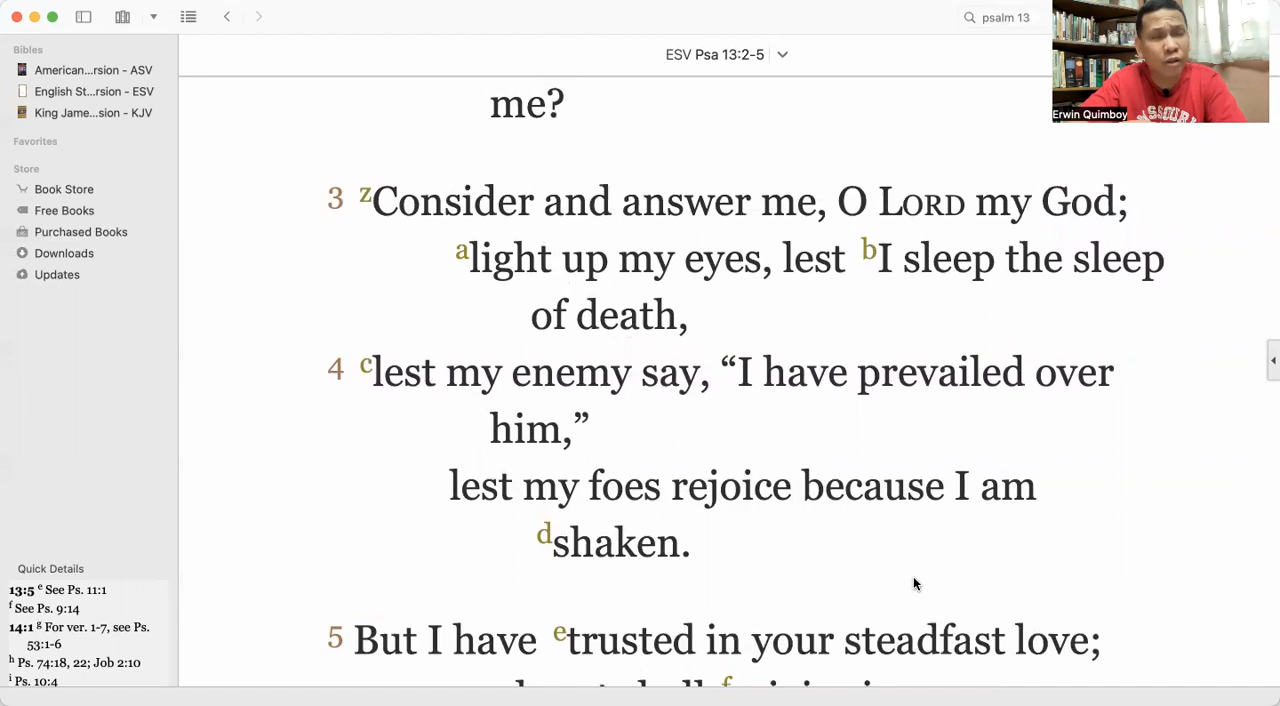 psalm 13
ESV Psa 13:2-5
Bibles
American...rsion - ASV
English St...rsion - ESV
King Jame...sion - KJV
Favorites
Store
Book Store
Free Books
Purchased Books
Downloads
Updates
Quick Details
13:5 e See Ps. 11:1
f See Ps. 9:14
14:1 g For ver. 1-7, see Ps.
53:1-6
h Ps. 74:18, 22; Job 2:10
i Ps. 10:4
me?
3 zConsider and answer me, O LORD my God;
alight up my eyes, lest bI sleep the sleep
of death,
4 clest my enemy say, “I have prevailed over
him,”
lest my foes rejoice because I am
dshaken.
5 But I have etrusted in your steadfast love;
Erwin Quimboy